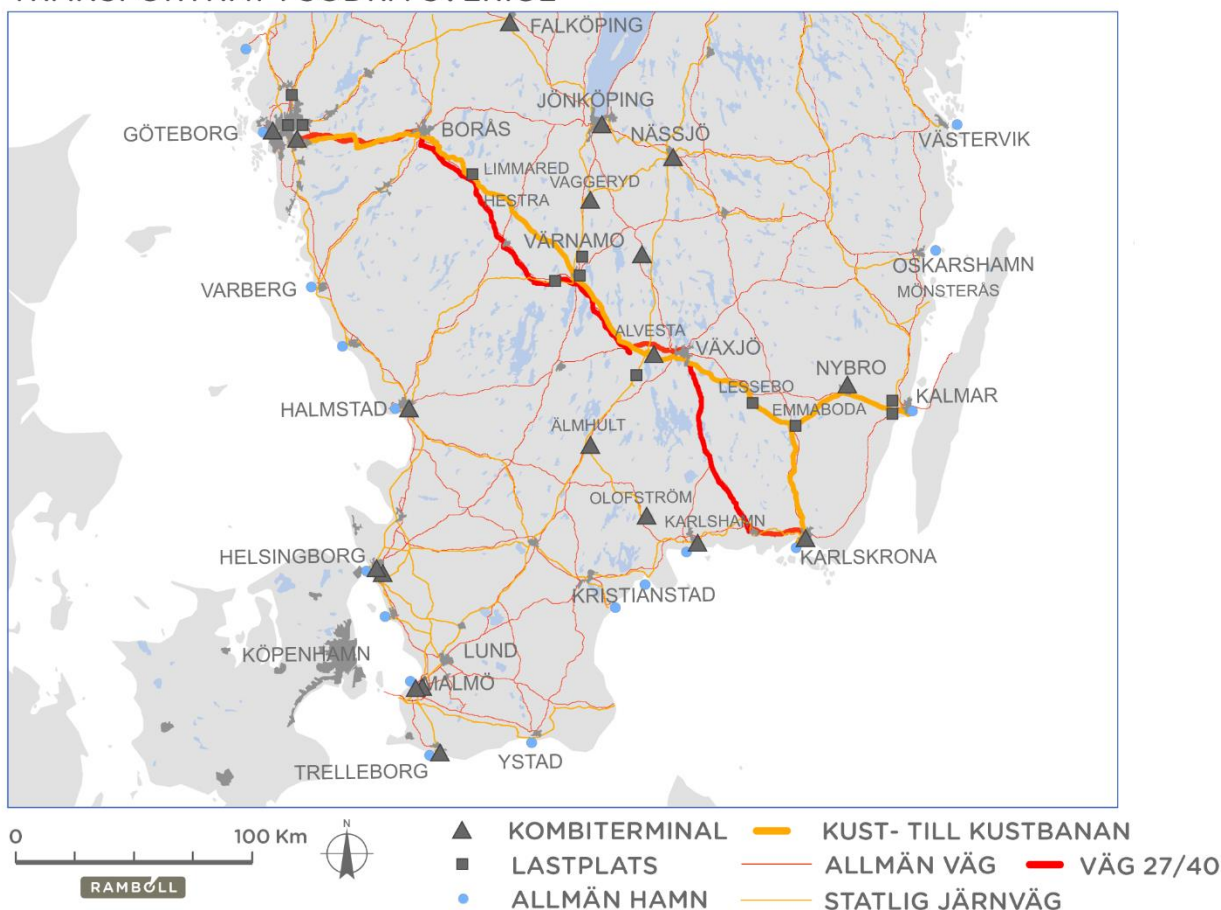 FALKÖPING
JÖNKÖPING
GÖTEBORG
BORÅS
NÄSSJÖ
VÄSTERVIK
LIMMARED
VAGGERYD
HESTRA
VÄRNAMO
OSKARSHAMN
VARBERG
MÖNSTERÅS
ALVESTA
VÄXJÖ
NYBRO
LESSEBO
KALMAR
HALMSTAD
EMMABODA
ÄLMHULT
OLOFSTRÖM
KARLSHAMN
HELSINGBORG
KARLSKRONA
KRISTIANSTAD
KÖPENHAMN
LUND
MALMÖ
TRELLEBORG
YSTAD
0 100 Km
N
RAMBOLL
KOMBITERMINAL
KUST- TILL KUSTBANAN
LASTPLATS
ALLMÄN VÄG
VÄG 27/40
ALLMÄN HAMN
STATLIG JÄRNVÄG